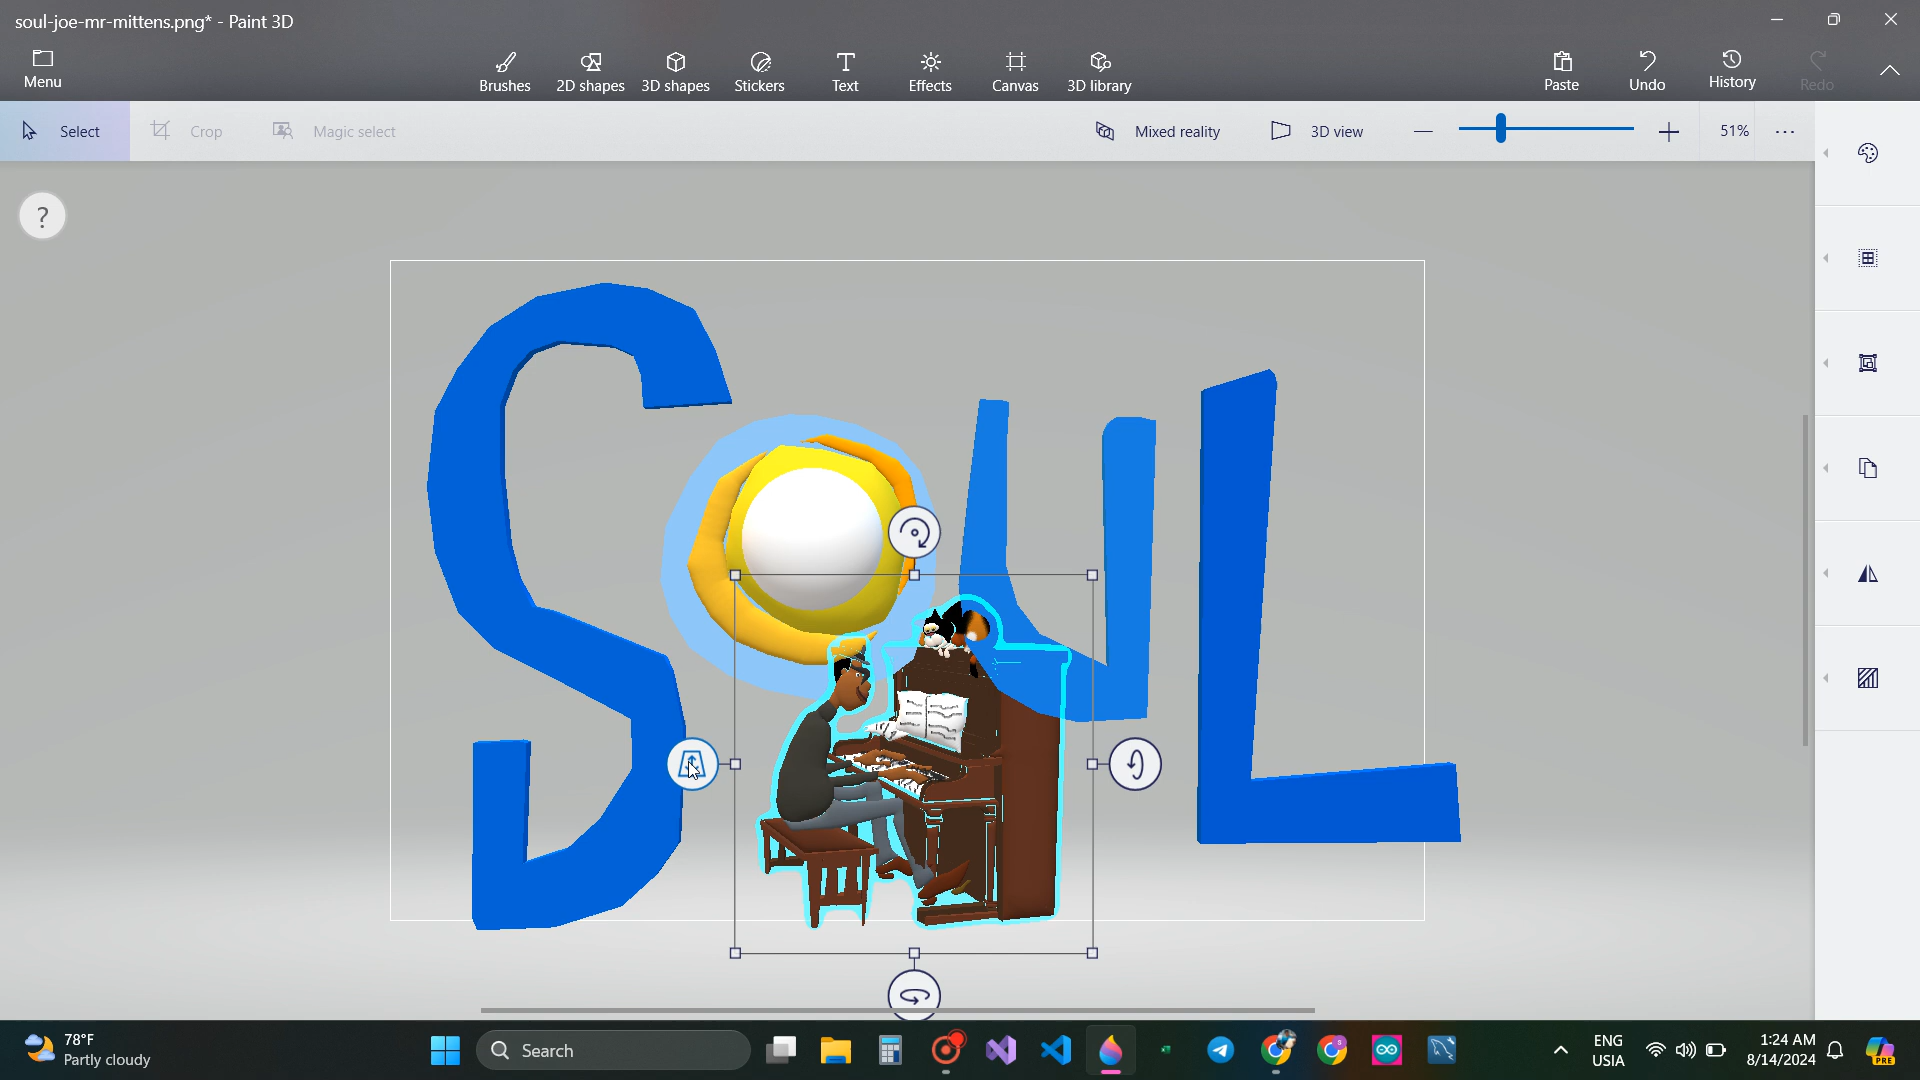 soul-joe-mr-mittens.png* - Paint 3D
Menu
Brushes
2D shapes
3D shapes
Stickers
Text
Effects
Canvas
3D library
Paste
Undo
History
Redo
Select
Crop
Magic select
Mixed reality
3D view
51%
?
SOUL
78°F
Partly cloudy
Search
ENG
USIA
1:24 AM
8/14/2024
PRE